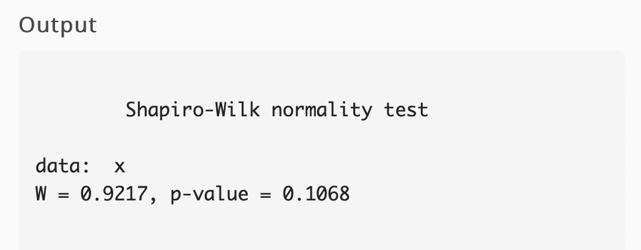 Output
Shapiro-Wilk normality test
data:  x
W = 0.9217, p-value = 0.1068